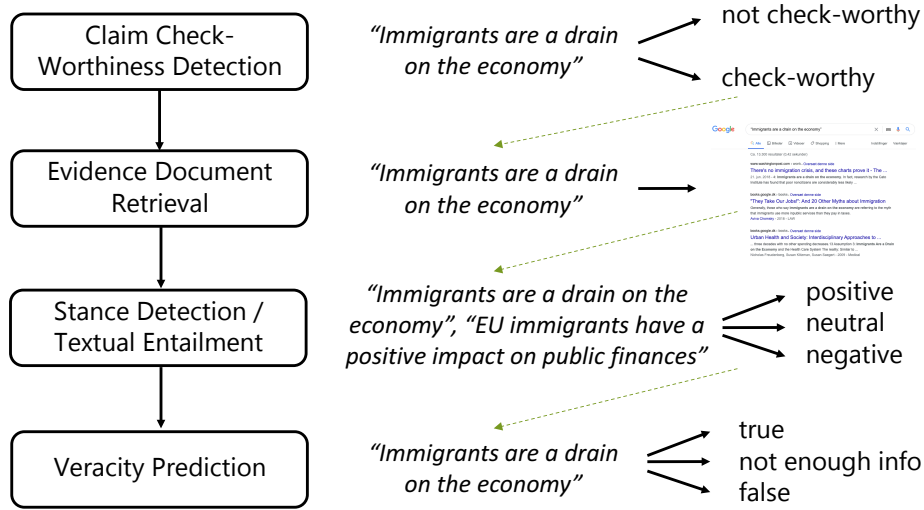 Claim Check-
Worthiness Detection
"Immigrants are a drain
on the economy"
not check-worthy
check-worthy
Evidence Document
Retrieval
"Immigrants are a drain
on the economy"
Google
"Immigrants are a drain on the economy"
There's no immigration crisis, and these charts prove it - The ...
"They Take Our Jobs!": And 20 Other Myths about Immigration
Urban Health and Society: Interdisciplinary Approaches to ...
Stance Detection /
Textual Entailment
"Immigrants are a drain on the
economy", "EU immigrants have a
positive impact on public finances"
positive
neutral
negative
Veracity Prediction
"Immigrants are a drain
on the economy"
true
not enough info
false